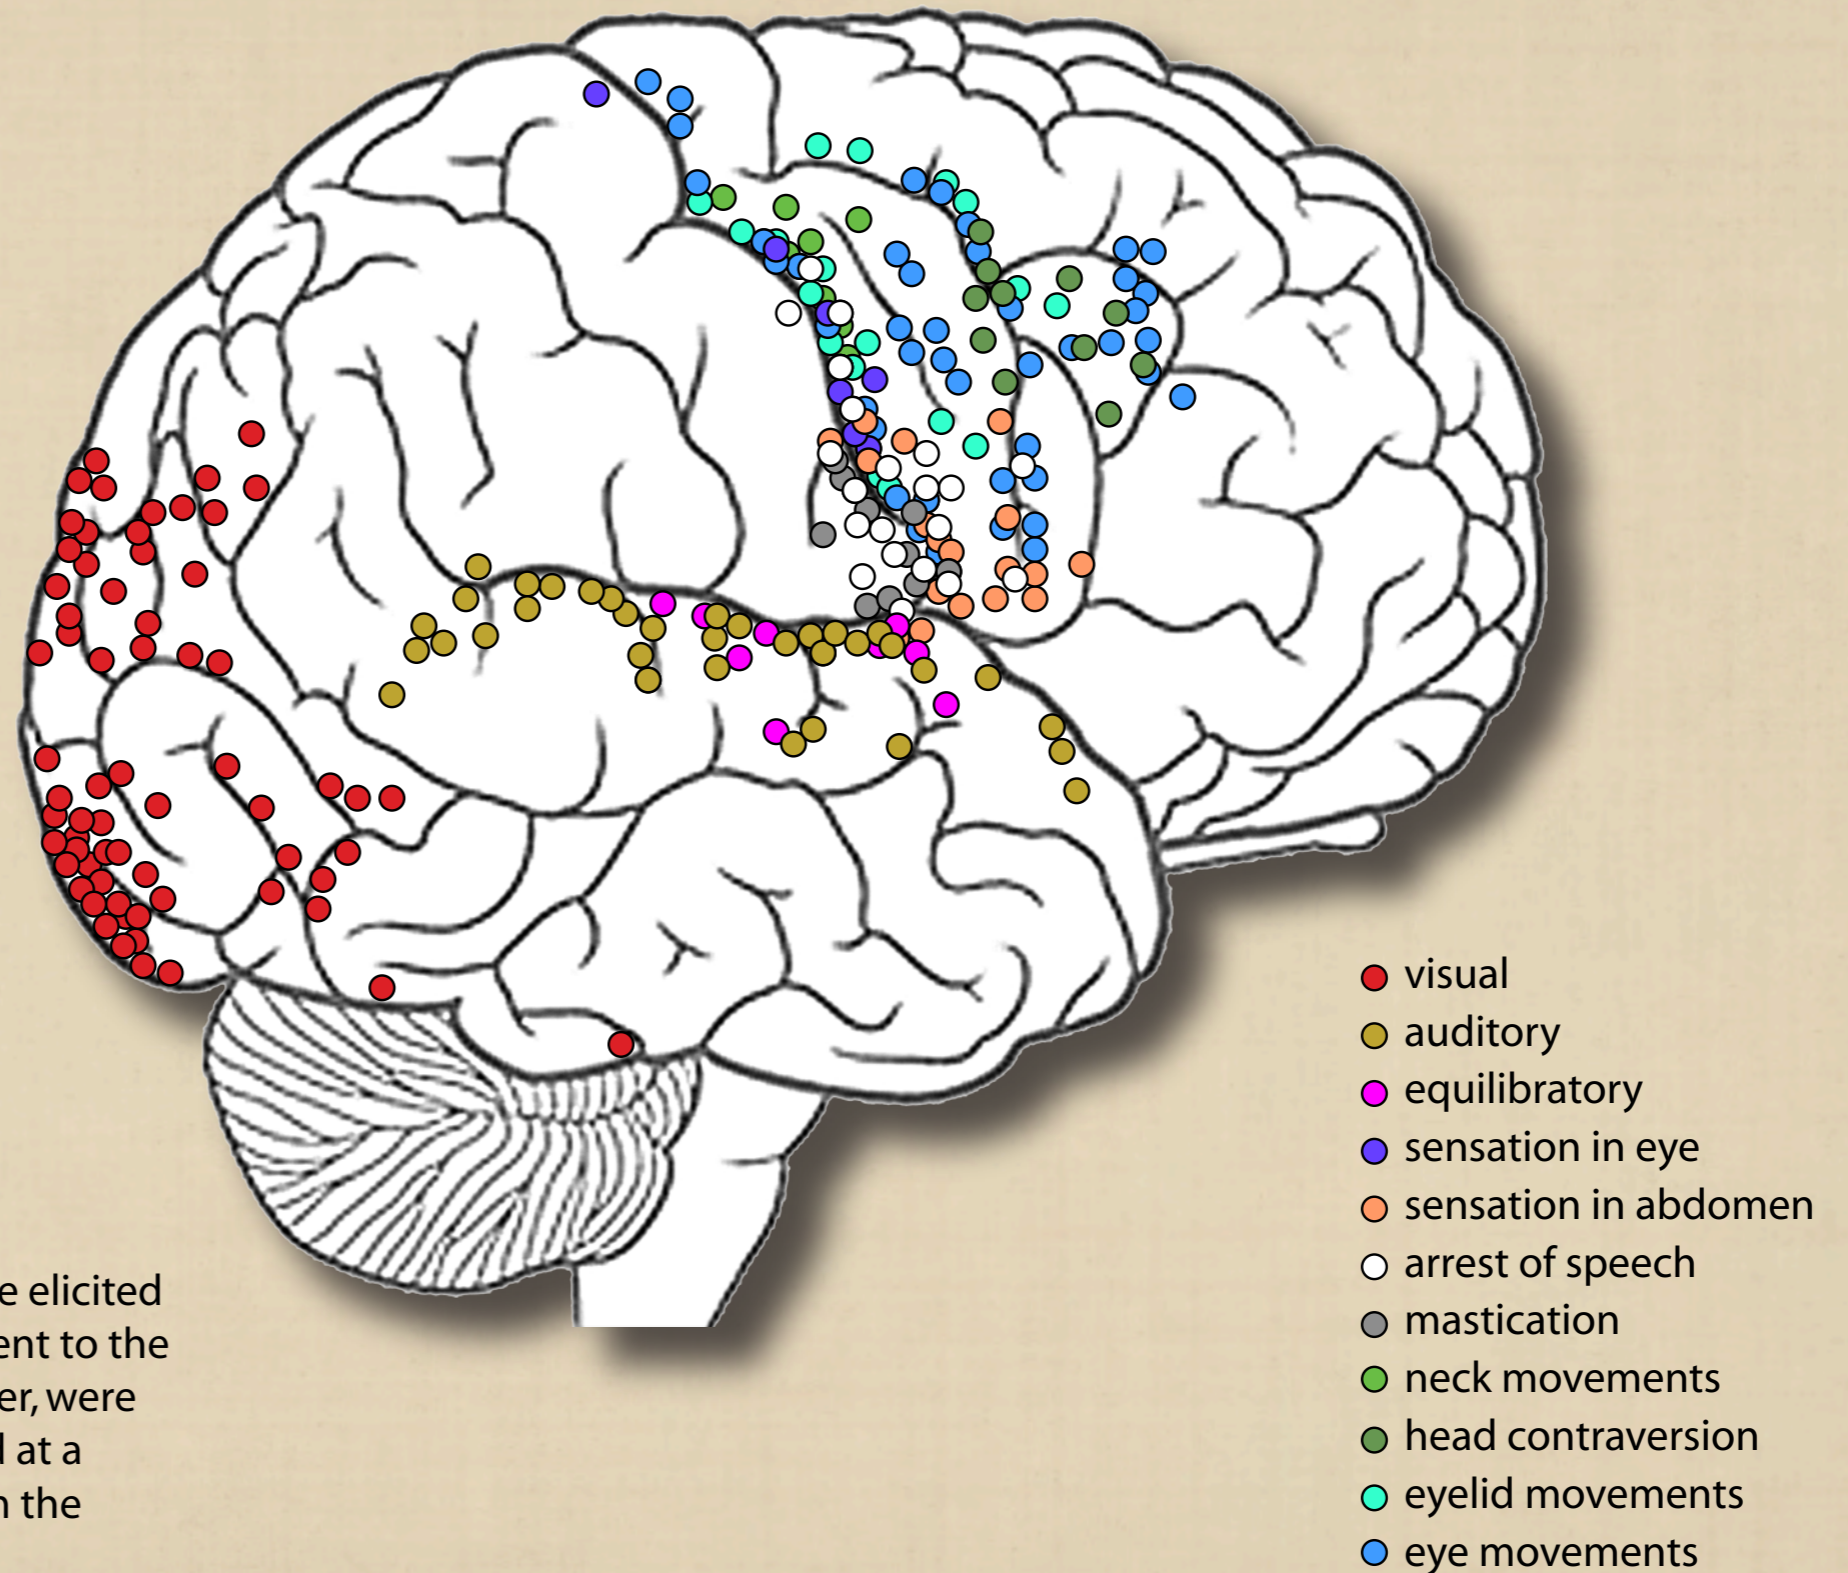 visual
auditory
equilibratory
sensation in eye
sensation in abdomen
arrest of speech
mastication
neck movements
head contraversion
eyelid movements
eye movements
e elicited
ent to the
er, were
at a
the